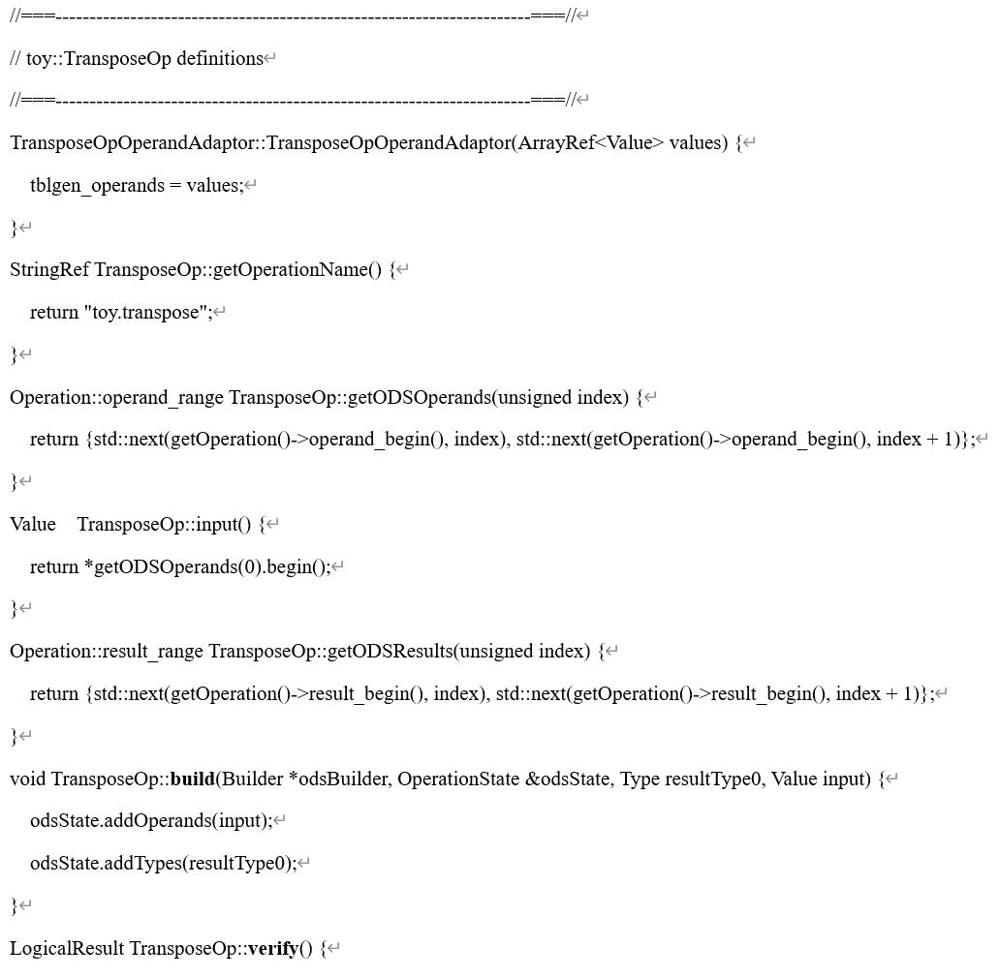 //===----------------------------------------------------------------------===//↵
// toy::TransposeOp definitions↵
//===----------------------------------------------------------------------===//↵
TransposeOpOperandAdaptor::TransposeOpOperandAdaptor(ArrayRef<Value> values) {↵
tblgen_operands = values;↵
}↵
StringRef TransposeOp::getOperationName() {↵
return "toy.transpose";↵
}↵
Operation::operand_range TransposeOp::getODSOperands(unsigned index) {↵
return {std::next(getOperation()->operand_begin(), index), std::next(getOperation()->operand_begin(), index + 1)};↵
}↵
Value TransposeOp::input() {↵
return *getODSOperands(0).begin();↵
}↵
Operation::result_range TransposeOp::getODSResults(unsigned index) {↵
return {std::next(getOperation()->result_begin(), index), std::next(getOperation()->result_begin(), index + 1)};↵
}↵
void TransposeOp::build(Builder *odsBuilder, OperationState &odsState, Type resultType0, Value input) {↵
odsState.addOperands(input);↵
odsState.addTypes(resultType0);↵
}↵
LogicalResult TransposeOp::verify() {↵